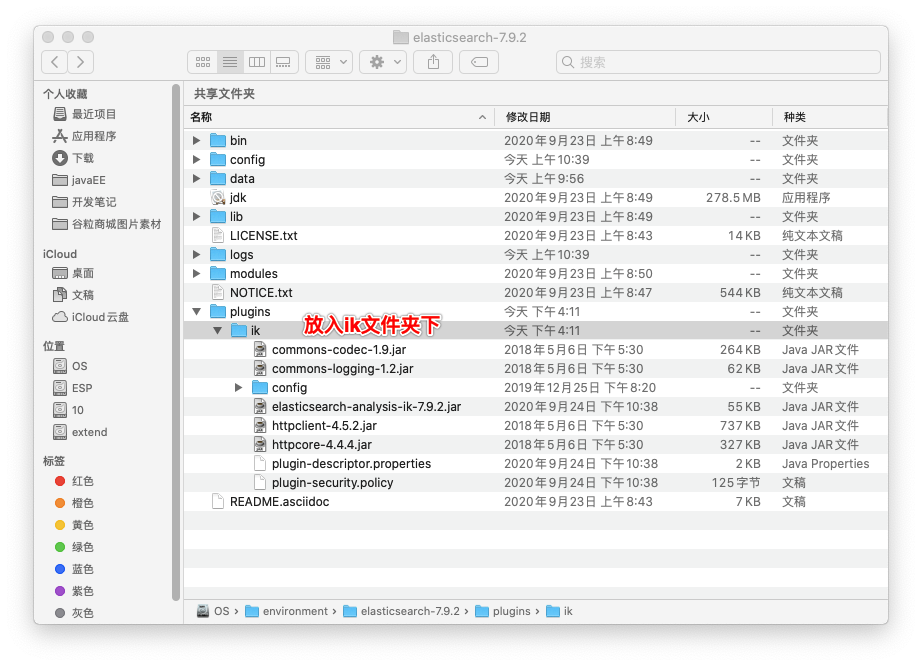 elasticsearch-7.9.2
搜索
个人收藏
最近项目
应用程序
下载
javaEE
开发笔记
谷粒商城图片素材
iCloud
桌面
文稿
iCloud云盘
位置
OS
ESP
10
extend
标签
红色
橙色
黄色
绿色
蓝色
紫色
灰色
共享文件夹
名称 修改日期 大小 种类
bin 2020年9月23日 上午8:49 -- 文件夹
config 今天 上午10:39 -- 文件夹
data 今天 上午9:56 -- 文件夹
jdk 2020年9月23日 上午8:49 278.5 MB 应用程序
lib 2020年9月23日 上午8:49 -- 文件夹
LICENSE.txt 2020年9月23日 上午8:43 14 KB 纯文本文稿
logs 今天 上午10:39 -- 文件夹
modules 2020年9月23日 上午8:50 -- 文件夹
NOTICE.txt 2020年9月23日 上午8:47 544 KB 纯文本文稿
plugins 今天 下午4:11 -- 文件夹
ik 放入ik文件夹下 今天 下午4:11 -- 文件夹
commons-codec-1.9.jar 2018年5月6日 下午5:30 264 KB Java JAR文件
commons-logging-1.2.jar 2018年5月6日 下午5:30 62 KB Java JAR文件
config 2019年12月25日 下午8:20 -- 文件夹
elasticsearch-analysis-ik-7.9.2.jar 2020年9月24日 下午10:38 55 KB Java JAR文件
httpclient-4.5.2.jar 2018年5月6日 下午5:30 737 KB Java JAR文件
httpcore-4.4.4.jar 2018年5月6日 下午5:30 327 KB Java JAR文件
plugin-descriptor.properties 2020年9月24日 下午10:38 2 KB Java Properties
plugin-security.policy 2020年9月24日 下午10:38 125字节 文稿
README.asciidoc 2020年9月23日 上午8:43 7 KB 文稿
OS › environment › elasticsearch-7.9.2 › plugins › ik